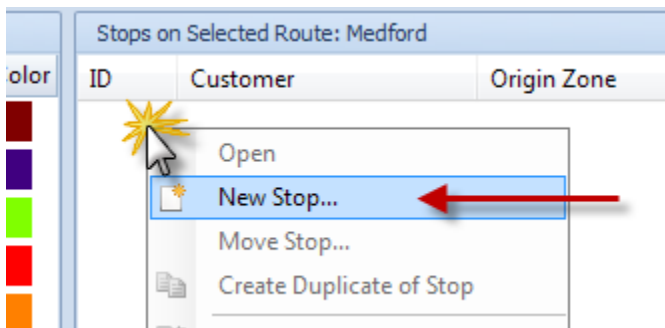 Stops on Selected Route: Medford
olor ID Customer Origin Zone
Open
New Stop...
Move Stop...
Create Duplicate of Stop